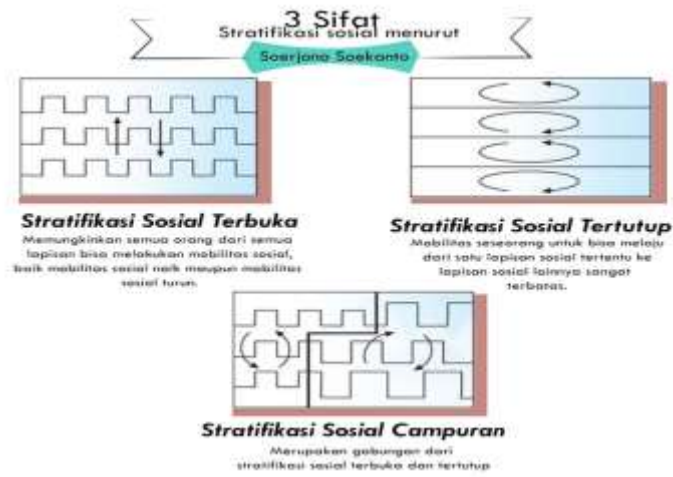 3 Sifat
Stratifikasi sosial menurut
Soerjono Soekanto
Stratifikasi Sosial Terbuka
Memungkinkan semua orang dari semua
lapisan bisa melakukan mobilitas sosial,
baik mobilitas sosial naik maupun mobilitas
sosial turun.
Stratifikasi Sosial Tertutup
Mobilitas seseorang untuk bisa melaju
dari satu lapisan sosial tertentu ke
lapisan sosial lainnya sangat
terbatas.
Stratifikasi Sosial Campuran
Merupakan gabungan dari
stratifikasi sosial terbuka dan tertutup